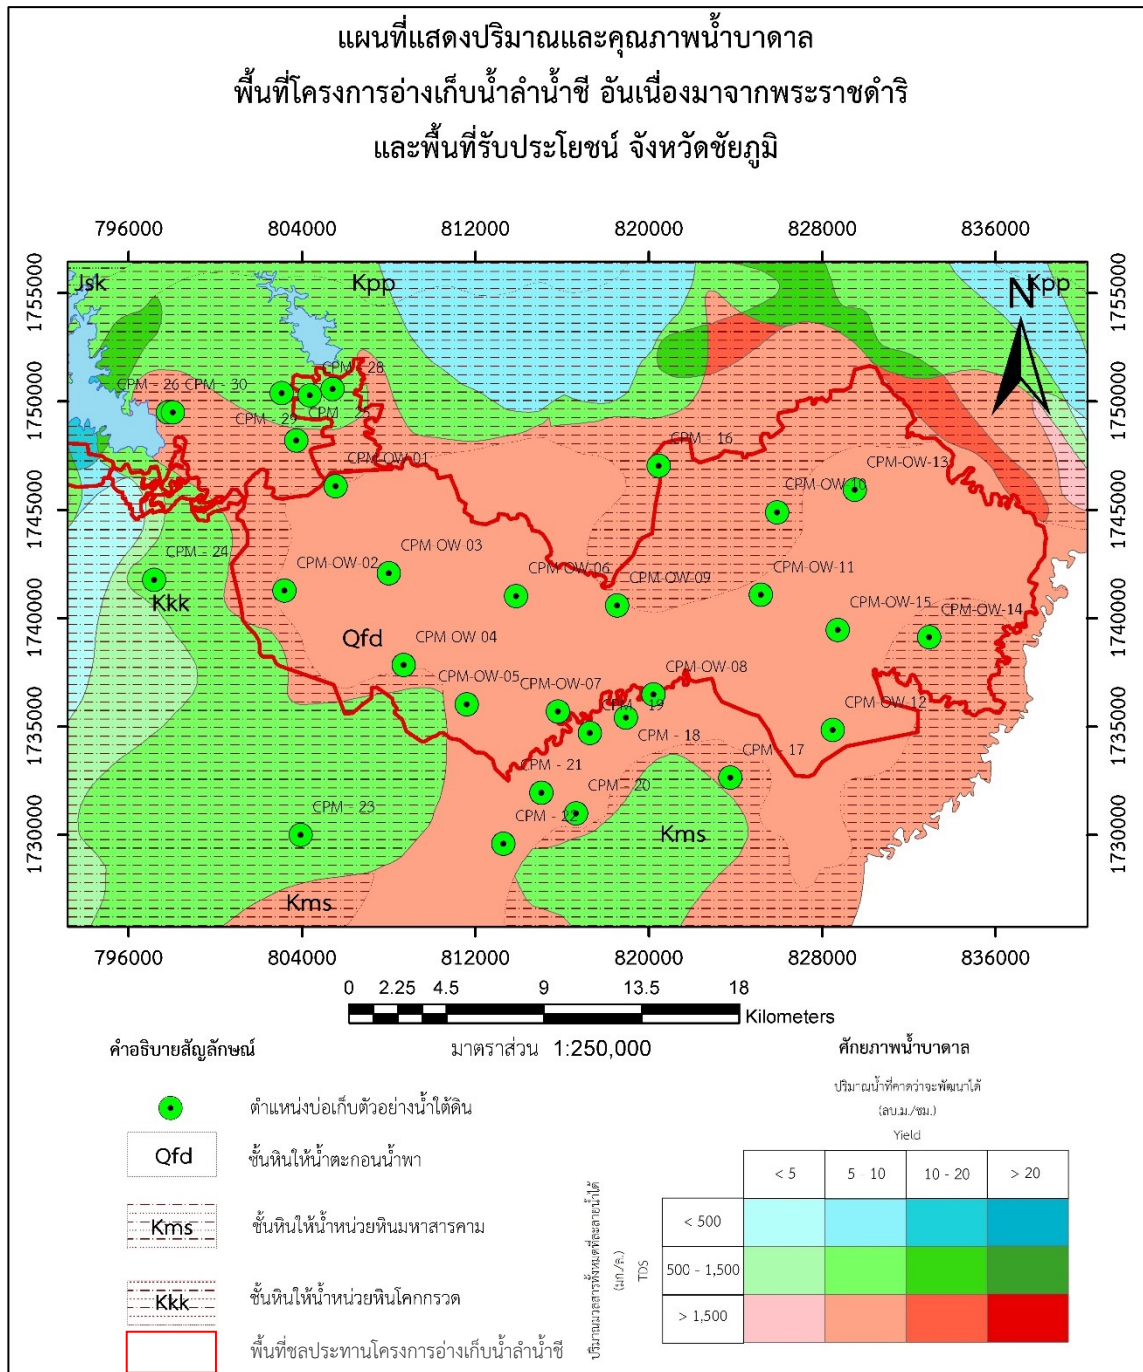 แผนที่แสดงปริมาณและคุณภาพน้ำบาดาล
พื้นที่โครงการอ่างเก็บน้ำลำน้ำชี อันเนื่องมาจากพระราชดำริ
และพื้นที่รับประโยชน์ จังหวัดชัยภูมิ
796000 804000 812000 820000 828000 836000
1755000 1755000
1750000 1750000
1745000 1745000
1740000 1740000
1735000 1735000
1730000 1730000
Jsk Kpp Kpp
N
CPM - 28
CPM - 26 CPM - 30
CPM - 29 CPM - 25
CPM-OW-01
CPM - 16
CPM-OW-13
CPM-OW-10
CPM - 24
CPM-OW-02
CPM-OW-03
CPM-OW-06
CPM-OW-09
CPM-OW-11
Kkk
CPM-OW-15
CPM-OW-14
Qfd
CPM-OW-04
CPM-OW-05
CPM-OW-07
CPM-OW-08
CPM - 19
CPM-OW-12
CPM - 18
CPM - 17
CPM - 21
CPM - 20
CPM - 23
CPM - 22
Kms
Kms
796000 804000 812000 820000 828000 836000
0 2.25 4.5 9 13.5 18
Kilometers
คำอธิบายสัญลักษณ์
มาตราส่วน 1:250,000
ตำแหน่งบ่อเก็บตัวอย่างน้ำใต้ดิน
Qfd ชั้นหินให้น้ำตะกอนน้ำพา
Kms ชั้นหินให้น้ำหน่วยหินมหาสารคาม
Kkk ชั้นหินให้น้ำหน่วยหินโคกกรวด
พื้นที่ชลประทานโครงการอ่างเก็บน้ำลำน้ำชี
ศักยภาพน้ำบาดาล
ปริมาณน้ำที่คาดว่าจะพัฒนาได้
(ลบ.ม./ชม.)
Yield
< 5 5 - 10 10 - 20 > 20
ปริมาณมวลสารทั้งหมดที่ละลายน้ำได้
(มก./ล.)
TDS
< 500
500 - 1,500
> 1,500